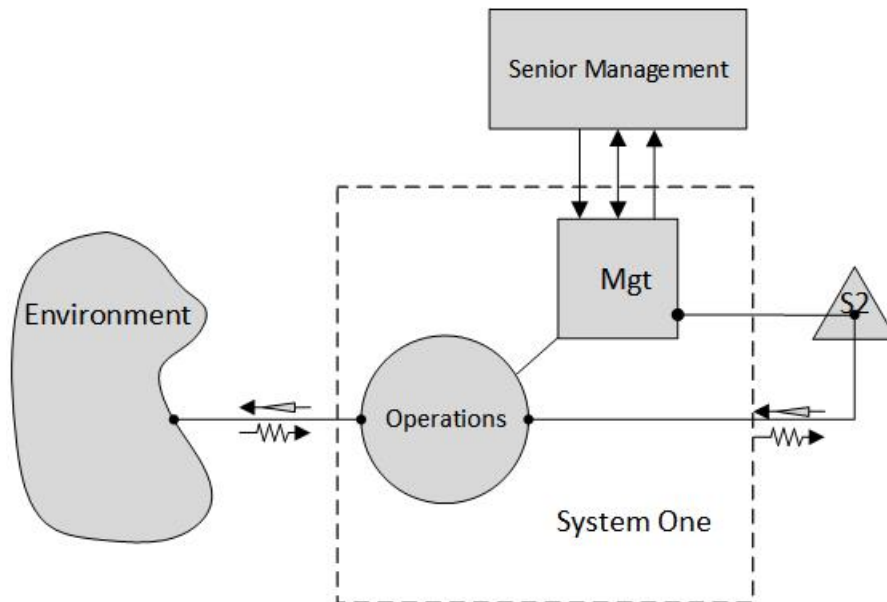 Senior Management
Mgt
S2
Environment
Operations
System One